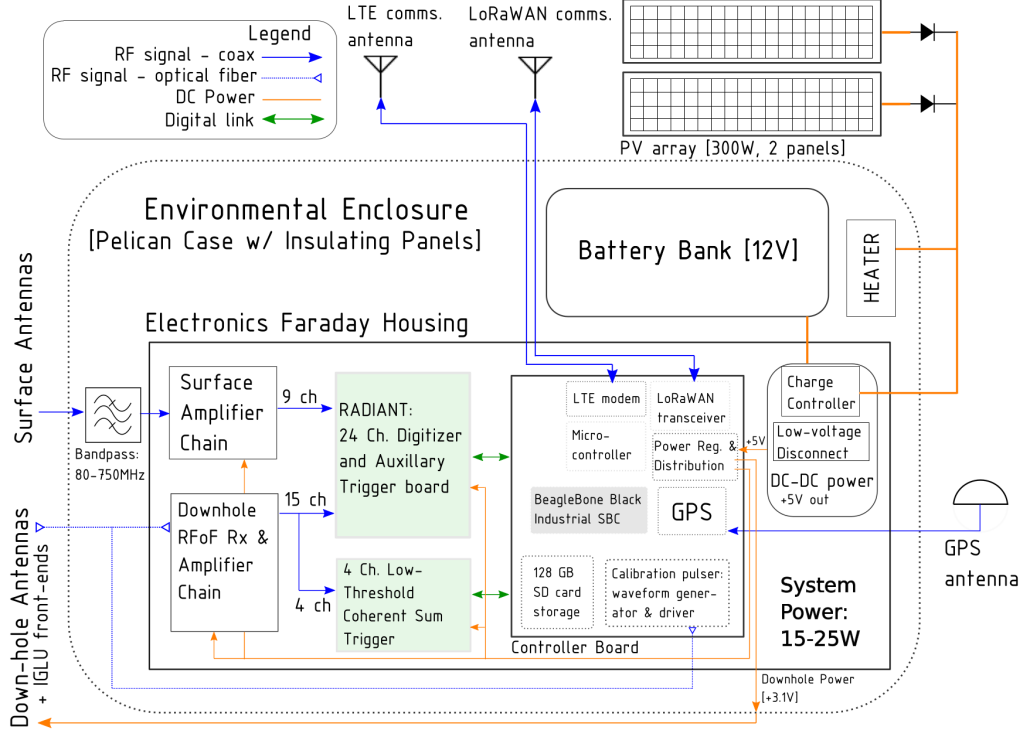 Legend
RF signal - coax
RF signal - optical fiber
DC Power
Digital link
LTE comms.
antenna
LoRaWAN comms.
antenna
PV array [300W, 2 panels]
Environmental Enclosure
[Pelican Case w/ Insulating Panels]
Battery Bank [12V]
HEATER
Electronics Faraday Housing
Surface Antennas
Bandpass:
80-750MHz
Surface
Amplifier
Chain
9 ch
RADIANT:
24 Ch. Digitizer
and Auxillary
Trigger board
Downhole
RFoF Rx &
Amplifier
Chain
15 ch
4 ch
4 Ch. Low-
Threshold
Coherent Sum
Trigger
LTE modem
LoRaWAN
transceiver
Micro-
controller
Power Reg. &
Distribution
BeagleBone Black
Industrial SBC
GPS
128 GB
SD card
storage
Calibration pulser:
waveform gener-
ator & driver
Controller Board
+5V
Charge
Controller
Low-voltage
Disconnect
DC-DC power
+5V out
GPS
antenna
System
Power:
15-25W
Downhole Power
[+3.1V]
Down-hole Antennas
+ IGLU front-ends